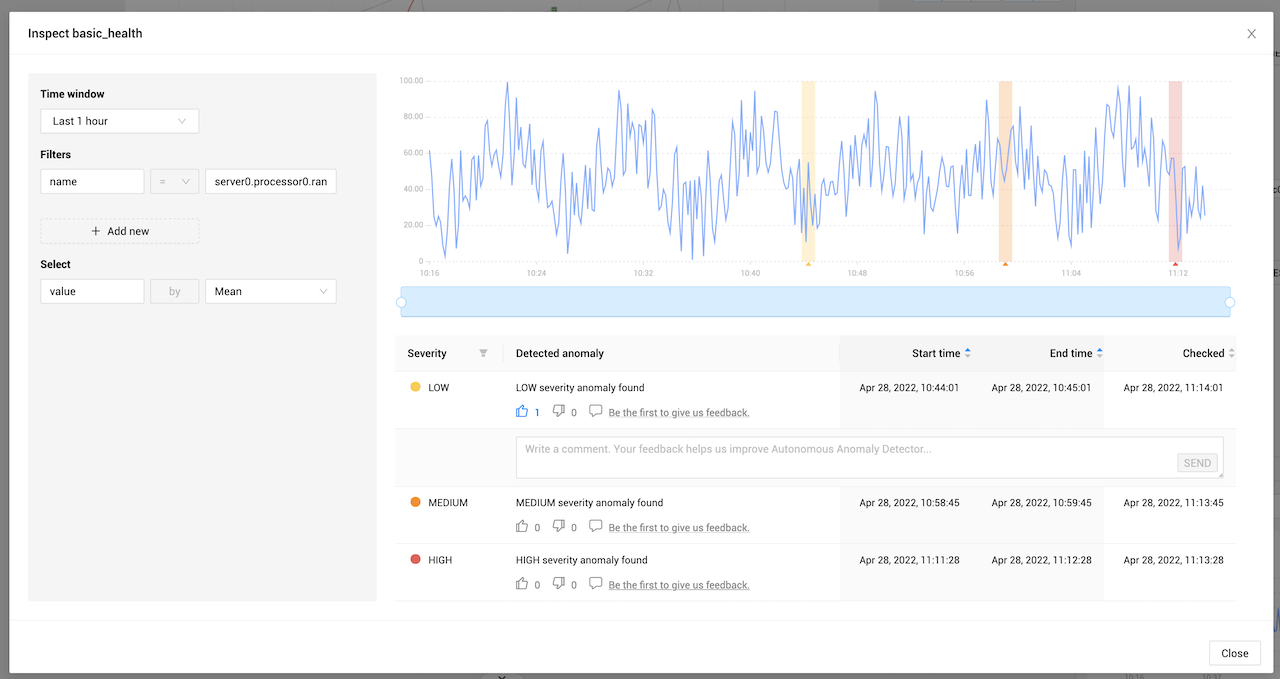 Inspect basic_health
Time window
Last 1 hour
Filters
name = server0.processor0.ran
Add new
Select
value by Mean
100.00
80.00
60.00
40.00
20.00
0
10:16 10:24 10:32 10:40 10:48 10:56 11:04 11:12
Severity Detected anomaly Start time End time Checked
LOW LOW severity anomaly found Apr 28, 2022, 10:44:01 Apr 28, 2022, 10:45:01 Apr 28, 2022, 11:14:01
1 0 Be the first to give us feedback.
Write a comment. Your feedback helps us improve Autonomous Anomaly Detector...
SEND
MEDIUM MEDIUM severity anomaly found Apr 28, 2022, 10:58:45 Apr 28, 2022, 10:59:45 Apr 28, 2022, 11:13:45
0 0 Be the first to give us feedback.
HIGH HIGH severity anomaly found Apr 28, 2022, 11:11:28 Apr 28, 2022, 11:12:28 Apr 28, 2022, 11:13:28
0 0 Be the first to give us feedback.
Close